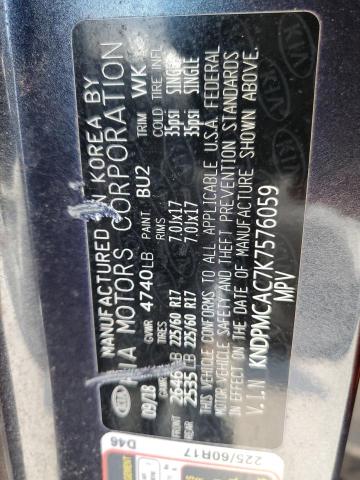 MANUFACTURED IN KOREA BY
KIA MOTORS CORPORATION
09/18 GVWR 4740LB PAINT BU2 TRIM WK
GAWR TIRES RIMS COLD TIRE INFL
2646LB 225/60 R17 7.0Jx17 35psi SINGLE
2535LB 225/60 R17 7.0Jx17 35psi SINGLE
THIS VEHICLE CONFORMS TO ALL APPLICABLE U.S.A. FEDERAL
MOTOR VEHICLE SAFETY AND THEFT PREVENTION STANDARDS
IN EFFECT ON THE DATE OF MANUFACTURE SHOWN ABOVE.
V.I.N KNDPMCAC7K7576059
MPV
KIA
D46
225/60R17